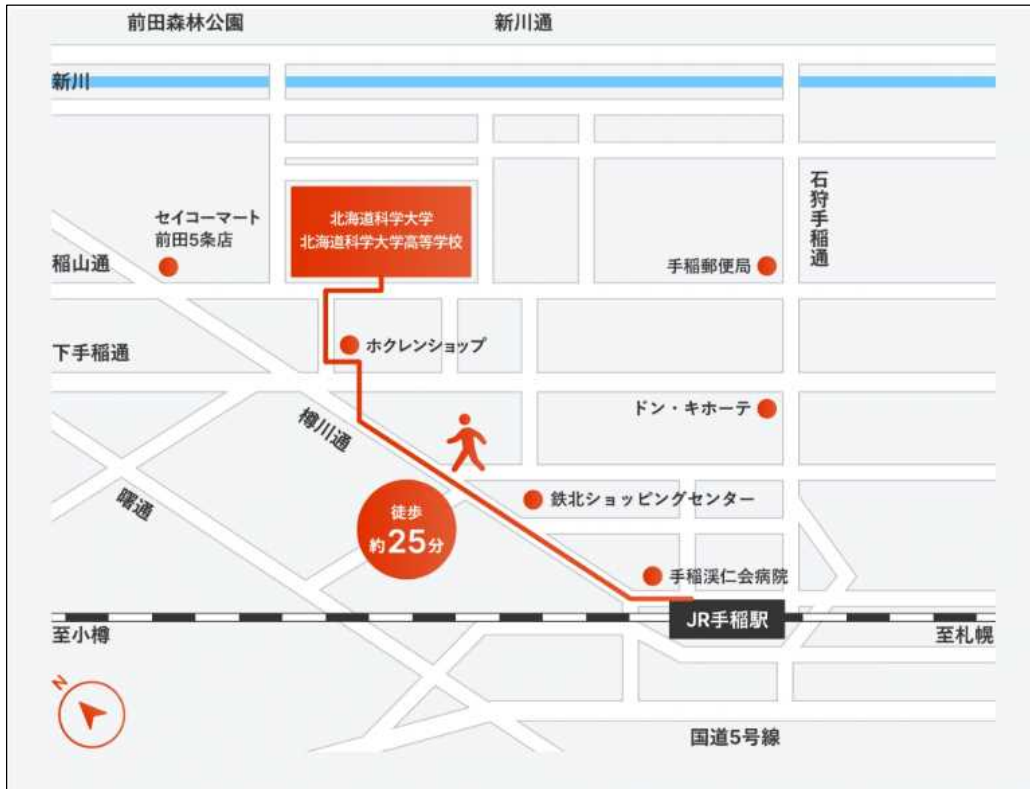 前田森林公園
新川通
新川
石狩手稲通
セイコーマート
前田5条店
北海道科学大学
北海道科学大学高等学校
稲山通
手稲郵便局
ホクレンショップ
下手稲通
ドン・キホーテ
樽川通
曙通
鉄北ショッピングセンター
徒歩
約25分
手稲渓仁会病院
JR手稲駅
至小樽
至札幌
N
国道5号線